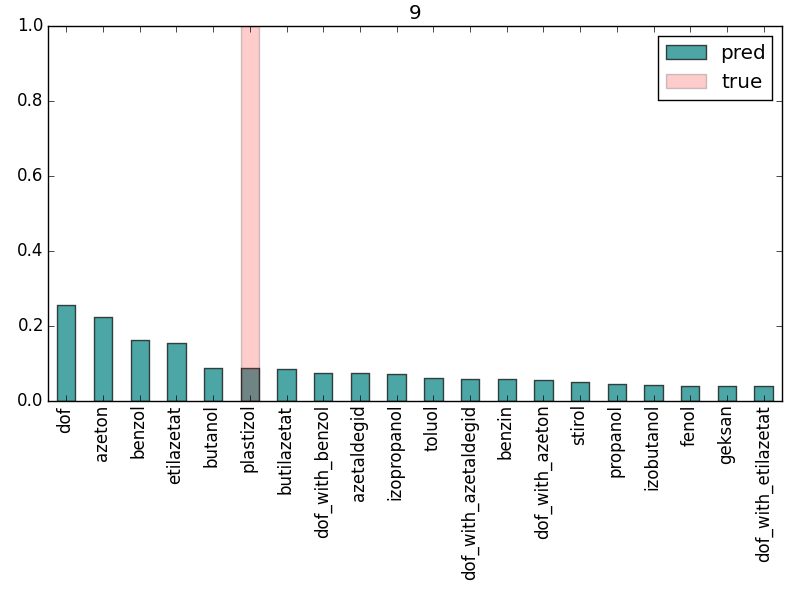 9
1.0
0.8
0.6
0.4
0.2
0.0
pred
true
dof
azeton
benzol
etilazetat
butanol
plastizol
butilazetat
dof_with_benzol
azetaldegid
izopropanol
toluol
dof_with_azetaldegid
benzin
dof_with_azeton
stirol
propanol
izobutanol
fenol
geksan
dof_with_etilazetat